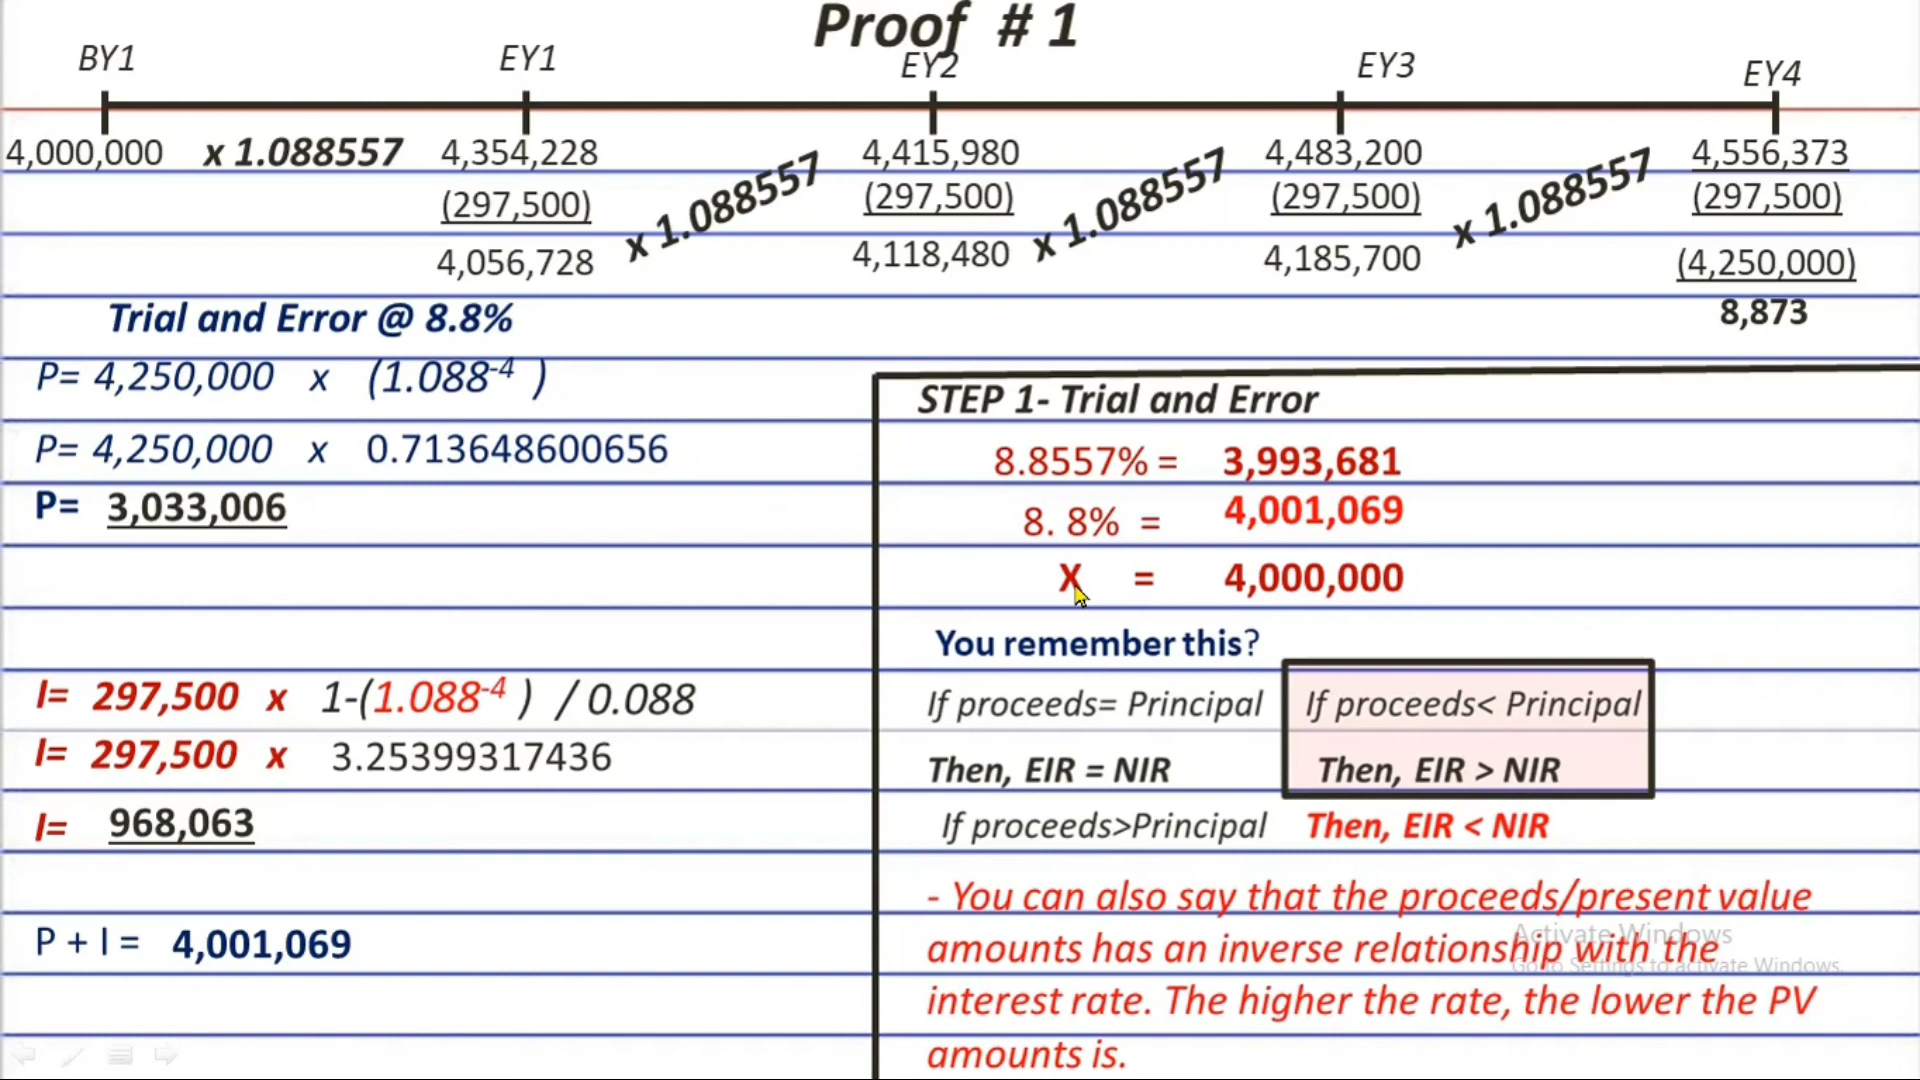 Proof # 1
BY1 EY1 EY2 EY3 EY4
4,000,000 x 1.088557 4,354,228 4,415,980 4,483,200 4,556,373
(297,500) x 1.088557 (297,500) x 1.088557 (297,500) x 1.088557 (297,500)
4,056,728 4,118,480 4,185,700 (4,250,000)
8,873
Trial and Error @ 8.8%
P= 4,250,000 x (1.088-4 )
P= 4,250,000 x 0.713648600656
P= 3,033,006
I= 297,500 x 1-(1.088-4 ) / 0.088
I= 297,500 x 3.25399317436
I= 968,063
P + I = 4,001,069
STEP 1- Trial and Error
8.8557% = 3,993,681
8. 8% = 4,001,069
X = 4,000,000
You remember this?
If proceeds= Principal If proceeds< Principal
Then, EIR = NIR Then, EIR > NIR
If proceeds>Principal Then, EIR < NIR
- You can also say that the proceeds/present value
amounts has an inverse relationship with the
interest rate. The higher the rate, the lower the PV
amounts is.
Activate Windows
Go to Settings to activate Windows.